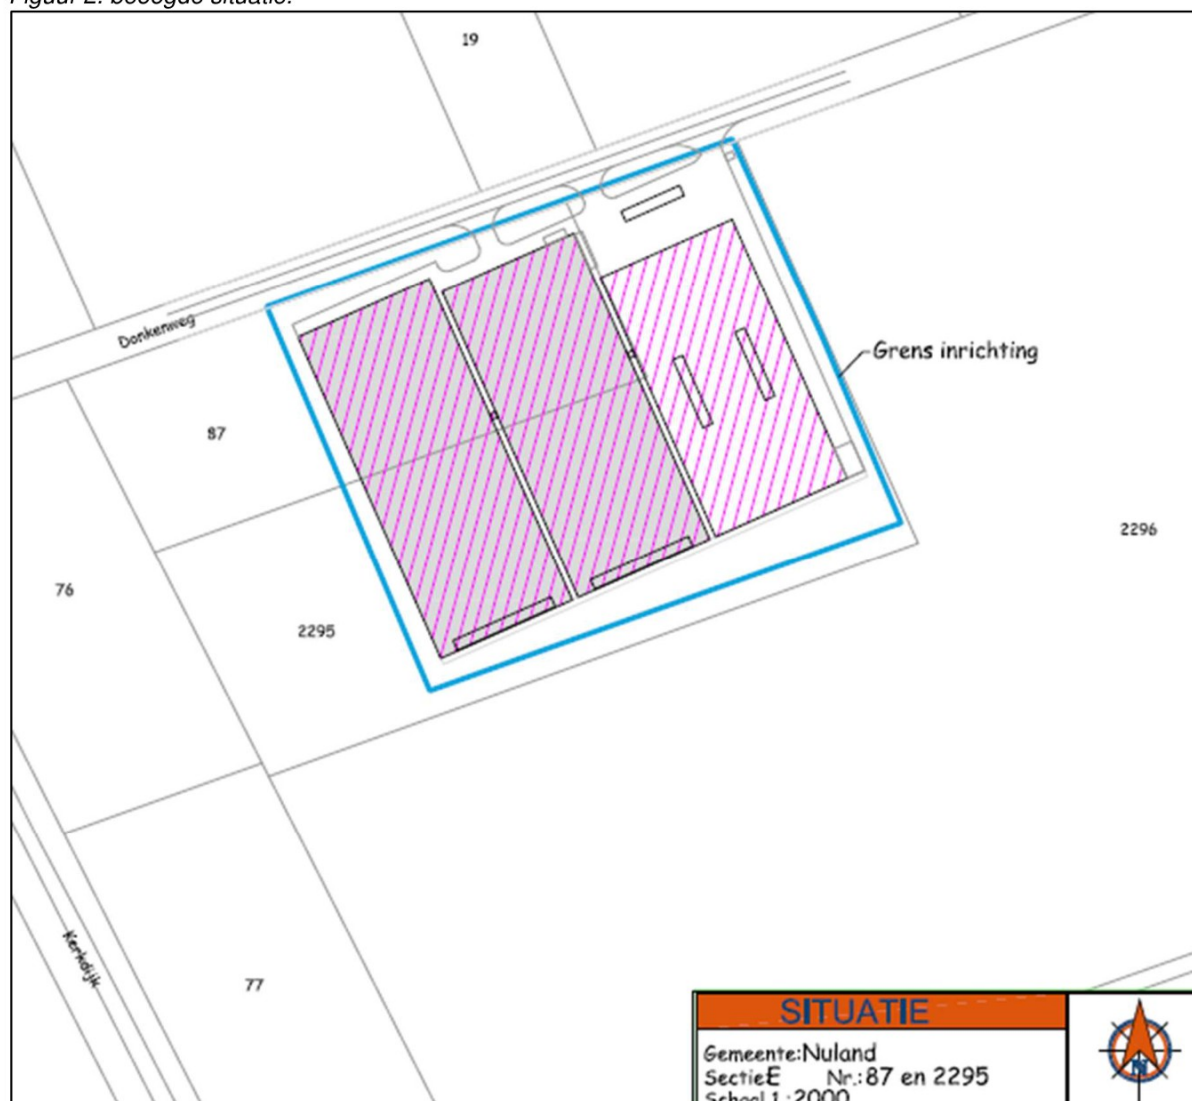 Figuur 2: beoogde situatie.
19
Donkenweg
Grens inrichting
87
2296
76
2295
Kerkdijk
77
SITUATIE
Gemeente:Nuland
SectieE Nr.:87 en 2295
Schaal 1:2000
N